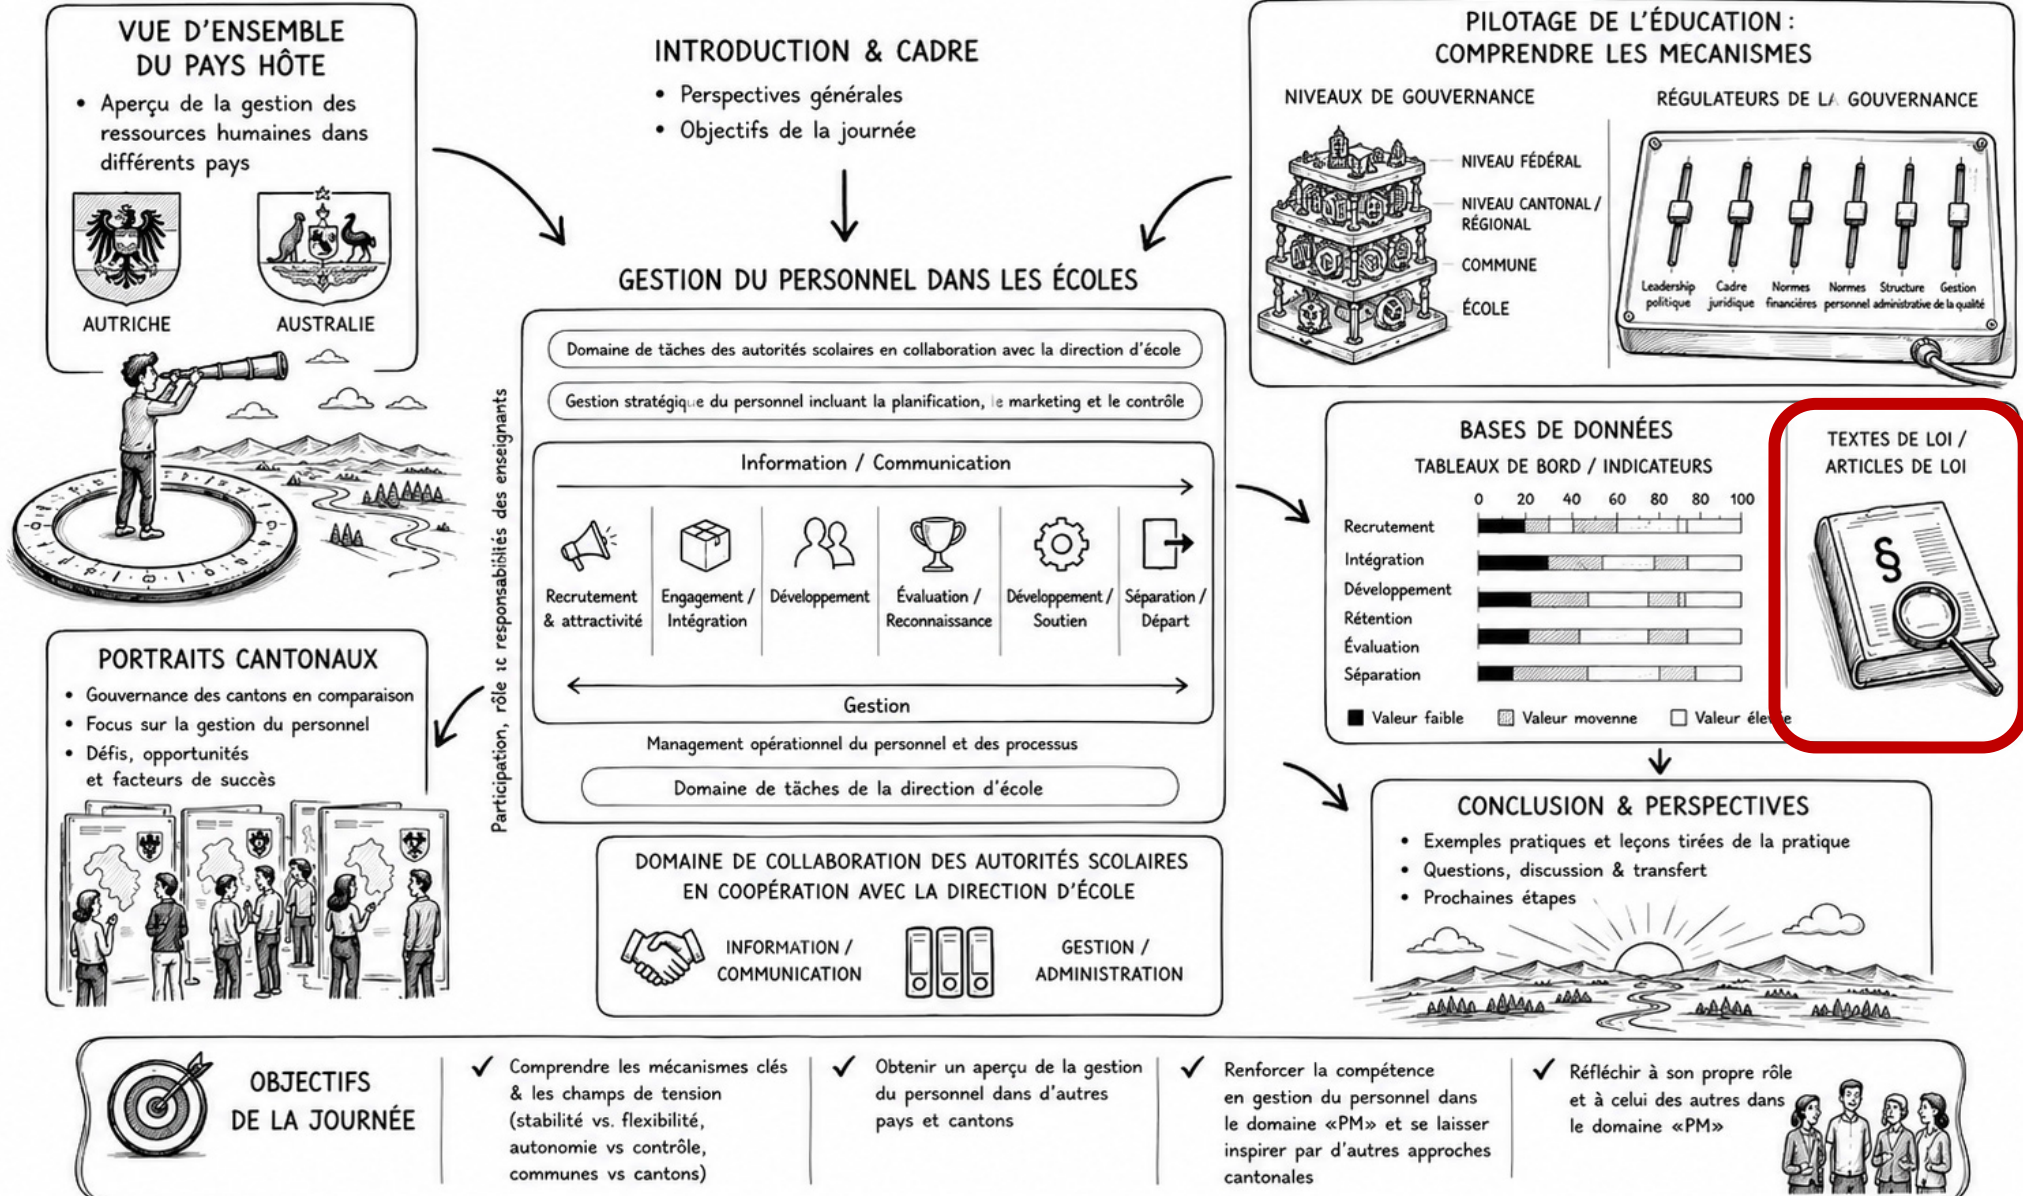 VUE D'ENSEMBLE
DU PAYS HÔTE
• Aperçu de la gestion des
ressources humaines dans
différents pays
AUTRICHE
AUSTRALIE
INTRODUCTION & CADRE
• Perspectives générales
• Objectifs de la journée
PILOTAGE DE L'ÉDUCATION :
COMPRENDRE LES MECANISMES
NIVEAUX DE GOUVERNANCE
NIVEAU FÉDÉRAL
NIVEAU CANTONAL /
RÉGIONAL
COMMUNE
ÉCOLE
RÉGULATEURS DE LA GOUVERNANCE
Leadership
politique
Cadre
juridique
Normes
financières
Normes
personnel
Structure
administrative
Gestion
de la qualité
GESTION DU PERSONNEL DANS LES ÉCOLES
Domaine de tâches des autorités scolaires en collaboration avec la direction d'école
Gestion stratégique du personnel incluant la planification, le marketing et le contrôle
Participation, rôle responsabilités des enseignants
Information / Communication
Recrutement
& attractivité
Engagement /
Intégration
Développement
Évaluation /
Reconnaissance
Développement /
Soutien
Séparation /
Départ
Gestion
Management opérationnel du personnel et des processus
Domaine de tâches de la direction d'école
BASES DE DONNÉES
TABLEAUX DE BORD / INDICATEURS
0 20 40 60 80 80 100
Recrutement
Intégration
Développement
Rétention
Évaluation
Séparation
Valeur faible
Valeur movenne
Valeur élevée
TEXTES DE LOI /
ARTICLES DE LOI
§
PORTRAITS CANTONAUX
• Gouvernance des cantons en comparaison
• Focus sur la gestion du personnel
• Défis, opportunités
et facteurs de succès
DOMAINE DE COLLABORATION DES AUTORITÉS SCOLAIRES
EN COOPÉRATION AVEC LA DIRECTION D'ÉCOLE
INFORMATION /
COMMUNICATION
GESTION /
ADMINISTRATION
CONCLUSION & PERSPECTIVES
• Exemples pratiques et leçons tirées de la pratique
• Questions, discussion & transfert
• Prochaines étapes
OBJECTIFS
DE LA JOURNÉE
✓ Comprendre les mécanismes clés
& les champs de tension
(stabilité vs. flexibilité,
autonomie vs contrôle,
communes vs cantons)
✓ Obtenir un aperçu de la gestion
du personnel dans d'autres
pays et cantons
✓ Renforcer la compétence
en gestion du personnel dans
le domaine «PM» et se laisser
inspirer par d'autres approches
cantonales
✓ Réfléchir à son propre rôle
et à celui des autres dans
le domaine «PM»